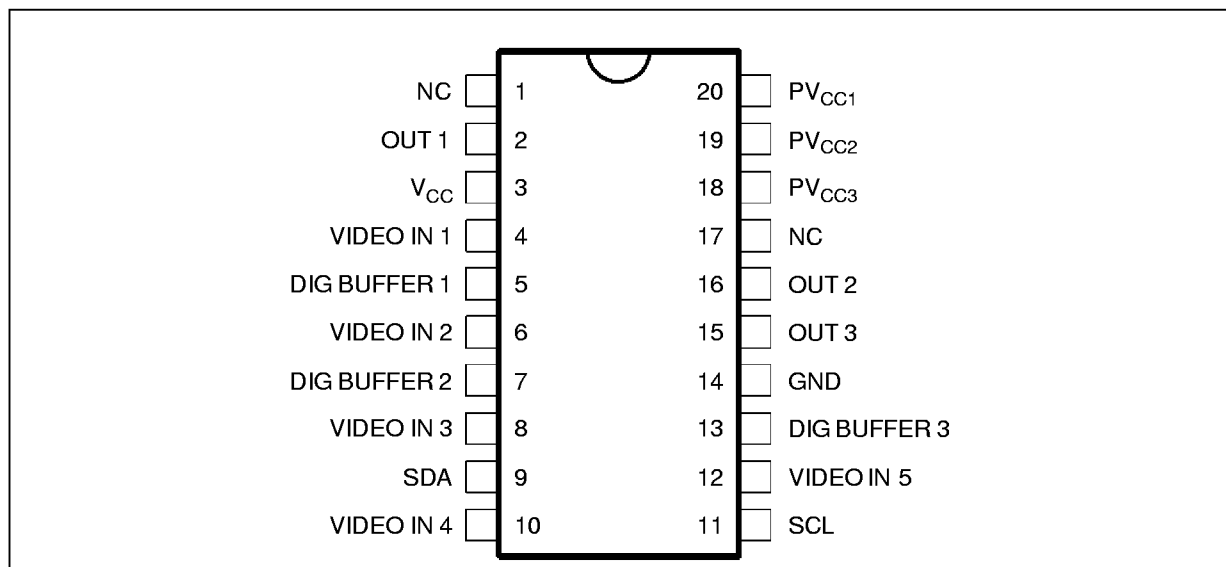 NC 1 20 PVCC1
OUT 1 2 19 PVCC2
VCC 3 18 PVCC3
VIDEO IN 1 4 17 NC
DIG BUFFER 1 5 16 OUT 2
VIDEO IN 2 6 15 OUT 3
DIG BUFFER 2 7 14 GND
VIDEO IN 3 8 13 DIG BUFFER 3
SDA 9 12 VIDEO IN 5
VIDEO IN 4 10 11 SCL